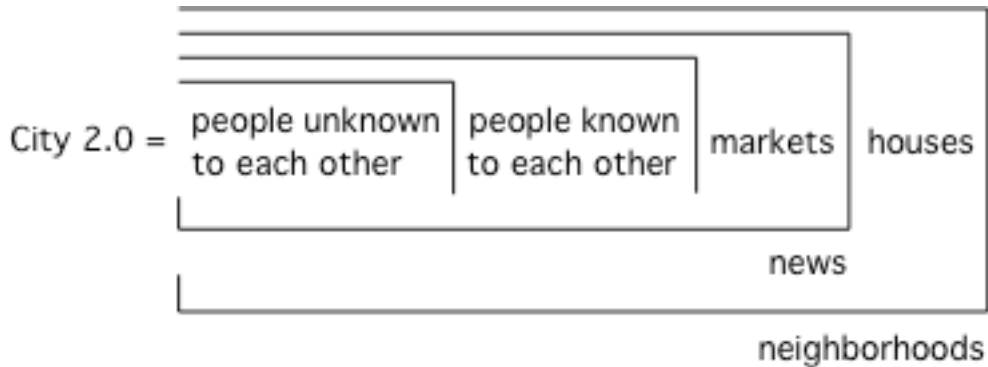 City 2.0 =
people unknown
to each other
people known
to each other
markets
houses
news
neighborhoods